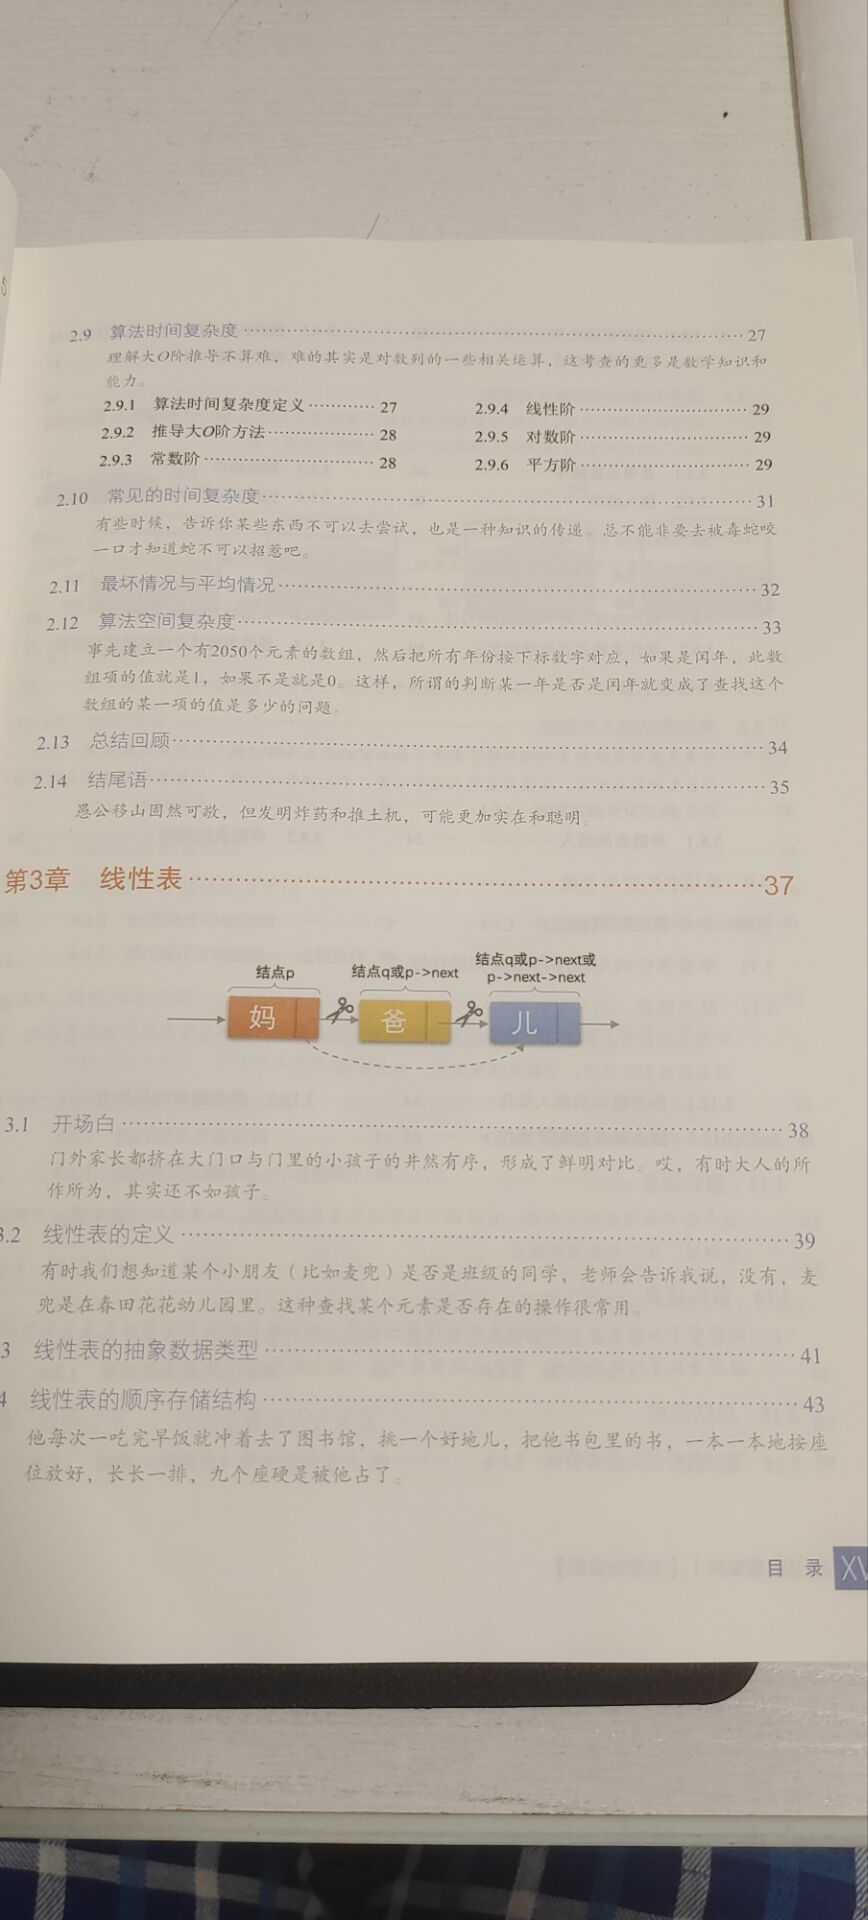 2.9 算法时间复杂度 27
理解大O阶推导不算难，难的其实是对数列的一些相关运算，这考查的更多是数学知识和
能力。
2.9.1 算法时间复杂度定义 27
2.9.2 推导大O阶方法 28
2.9.3 常数阶 28
2.9.4 线性阶 29
2.9.5 对数阶 29
2.9.6 平方阶 29
2.10 常见的时间复杂度 31
有些时候，告诉你某些东西不可以去尝试，也是一种知识的传递。总不能非要去被毒蛇咬
一口才知道蛇不可以招惹吧。
2.11 最坏情况与平均情况 32
2.12 算法空间复杂度 33
事先建立一个有2050个元素的数组，然后把所有年份按下标数字对应，如果是闰年，此数
组项的值就是1，如果不是就是0。这样，所谓的判断某一年是否是闰年就变成了查找这个
数组的某一项的值是多少的问题。
2.13 总结回顾 34
2.14 结尾语 35
愚公移山固然可敬，但发明炸药和推土机，可能更加实在和聪明。
第3章 线性表 37
结点p
结点q或p->next
结点q或p->next或
p->next->next
妈
爸
儿
3.1 开场白 38
门外家长都挤在大门口与门里的小孩子的井然有序，形成了鲜明对比。哎，有时大人的所
作所为，其实还不如孩子。
3.2 线性表的定义 39
有时我们想知道某个小朋友（比如麦兜）是否是班级的同学，老师会告诉我说，没有，麦
兜是在春田花花幼儿园里。这种查找某个元素是否存在的操作很常用。
3 线性表的抽象数据类型 41
4 线性表的顺序存储结构 43
他每次一吃完早饭就冲着去了图书馆，挑一个好地儿，把他书包里的书，一本一本地按座
位放好，长长一排，九个座硬是被他占了。
目 录 XV